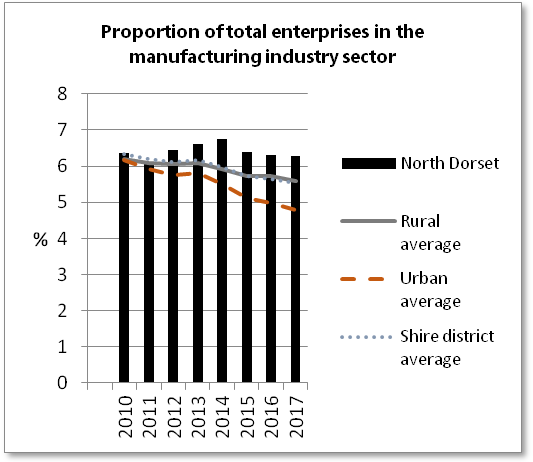 Proportion of total enterprises in the
manufacturing industry sector
8
7
6
5
4
3
2
1
0
%
2010
2011
2012
2013
2014
2015
2016
2017
North Dorset
Rural
average
Urban
average
Shire district
average